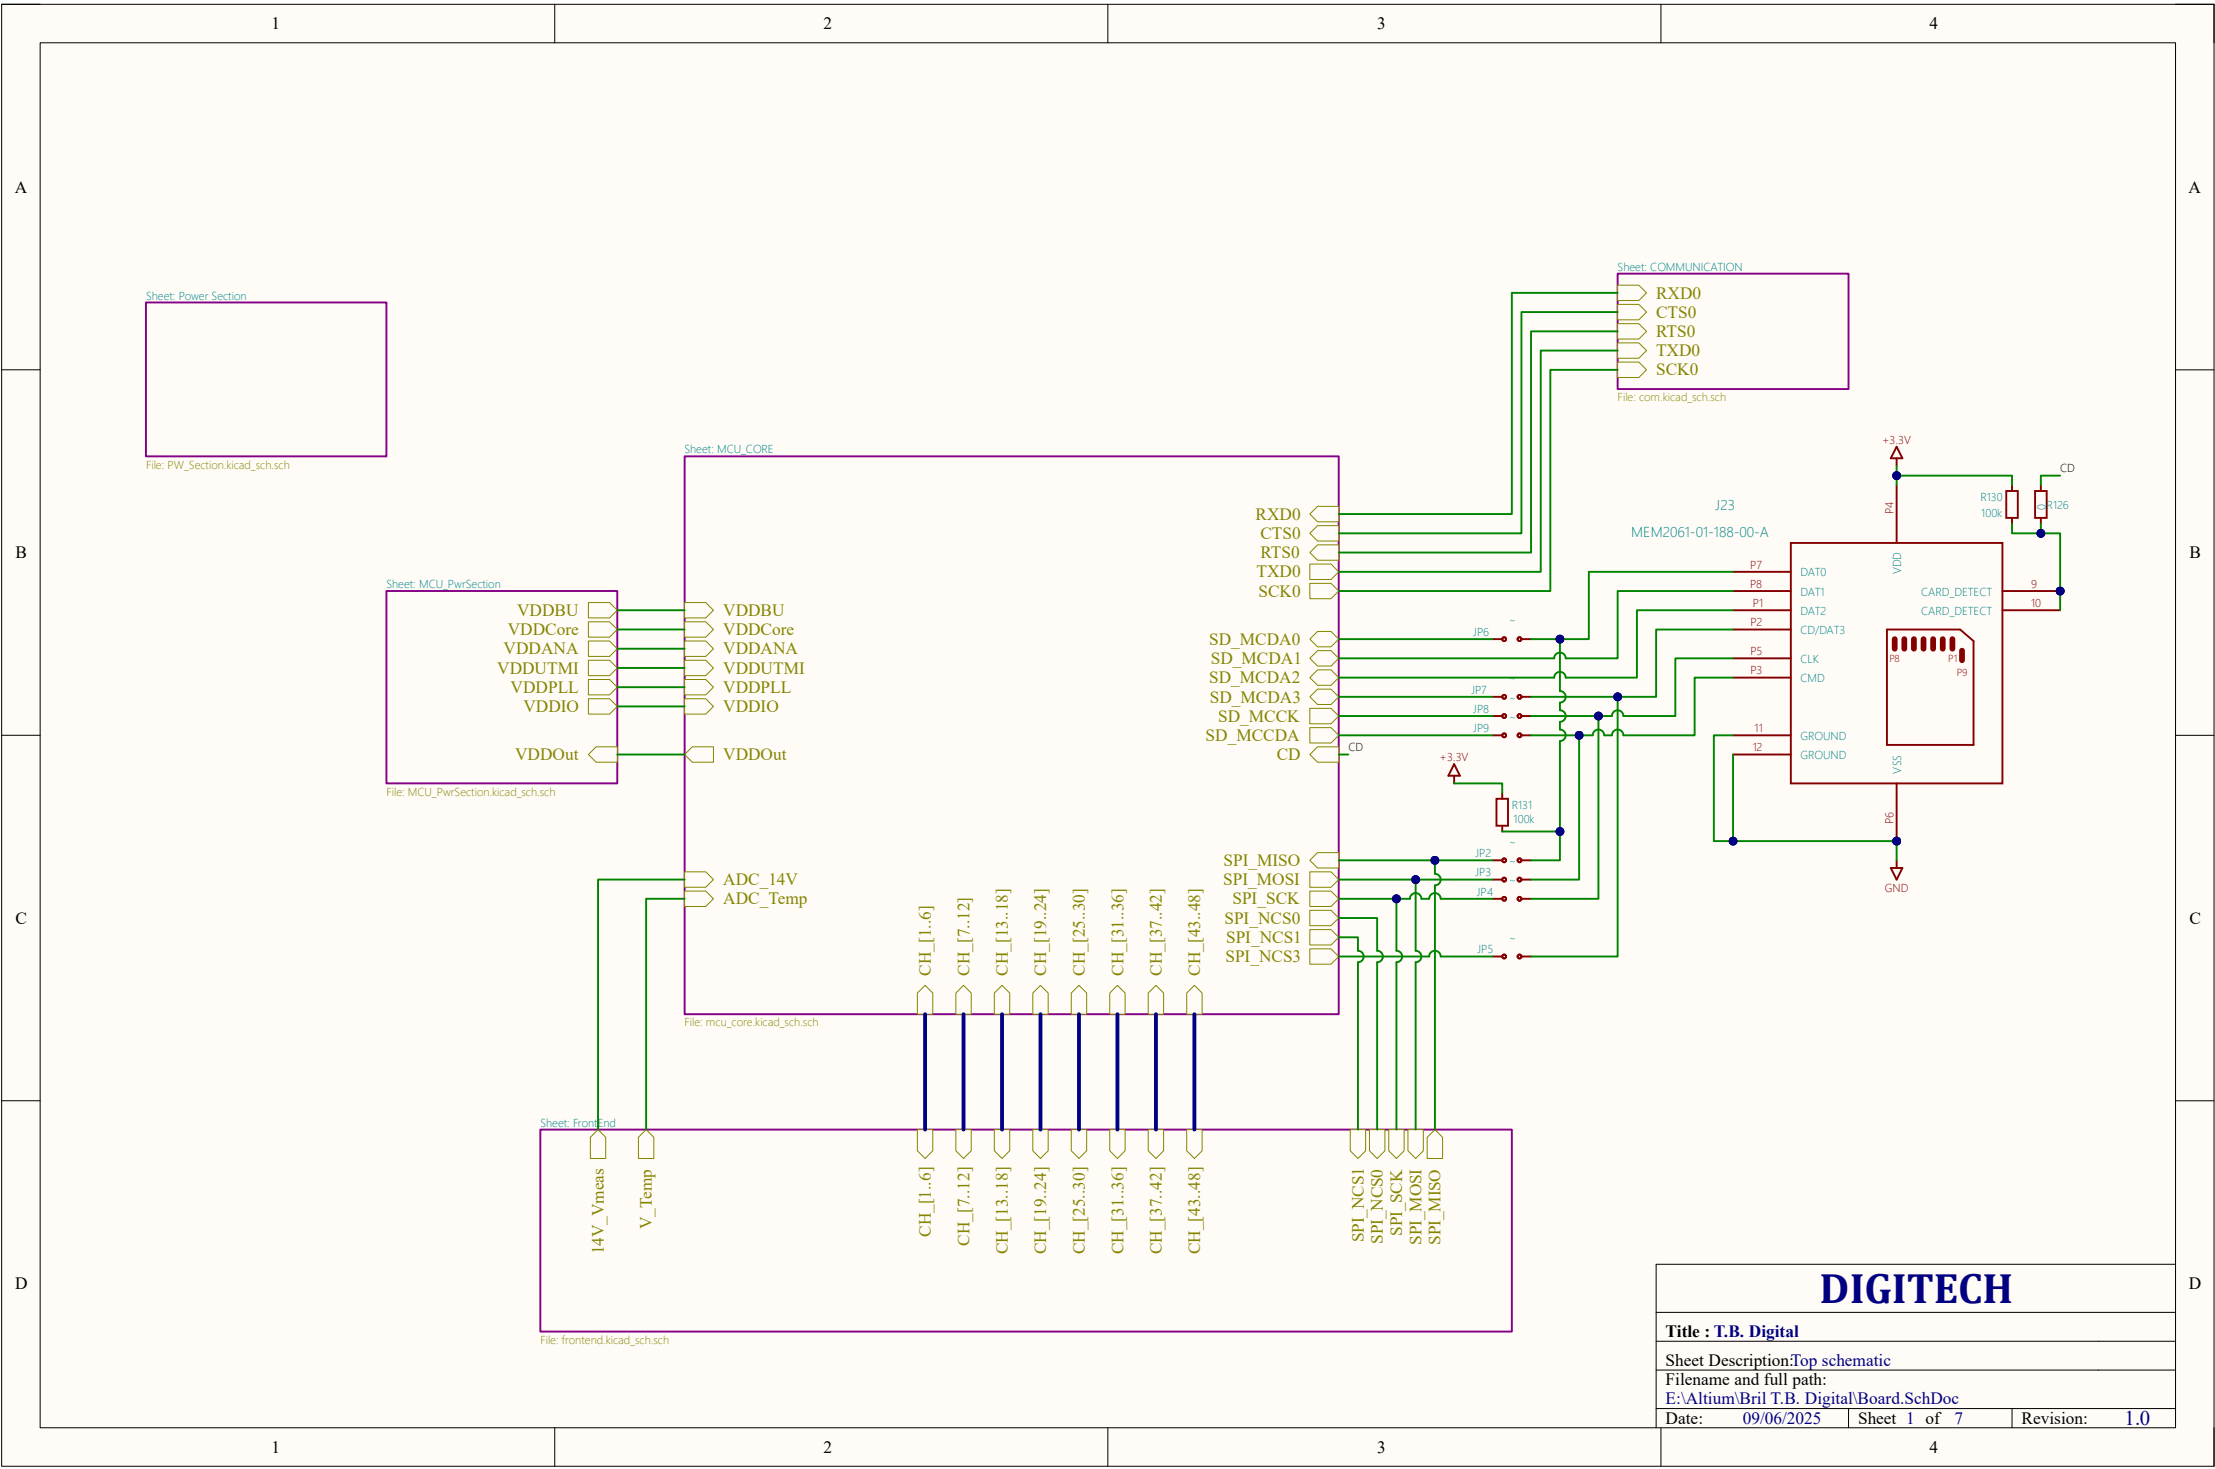 1 2 3 4
A A
B B
C C
D D
Sheet: Power Section
File: PW_Section.kicad_sch.sch
Sheet: COMMUNICATION
RXD0
CTS0
RTS0
TXD0
SCK0
File: com.kicad_sch.sch
Sheet: MCU_PwrSection
VDDBU
VDDCore
VDDANA
VDDUTMI
VDDPLL
VDDIO
VDDOut
File: MCU_PwrSection.kicad_sch.sch
Sheet: MCU_CORE
VDDBU
VDDCore
VDDANA
VDDUTMI
VDDPLL
VDDIO
VDDOut
ADC_14V
ADC_Temp
RXD0
CTS0
RTS0
TXD0
SCK0
SD_MCDA0
SD_MCDA1
SD_MCDA2
SD_MCDA3
SD_MCCK
SD_MCCDA
CD
CD
SPI_MISO
SPI_MOSI
SPI_SCK
SPI_NCS0
SPI_NCS1
SPI_NCS3
CH_[1..6]
CH_[7..12]
CH_[13..18]
CH_[19..24]
CH_[25..30]
CH_[31..36]
CH_[37..42]
CH_[43..48]
File: mcu_core.kicad_sch.sch
JP6 ~
JP7 ~
JP8 ~
JP9 ~
+3.3V
R131
100k
JP2 ~
JP3 ~
JP4 ~
JP5 ~
+3.3V
CD
R130
100k
0
R126
J23
MEM2061-01-188-00-A
P4
VDD
P7 DAT0
P8 DAT1
P1 DAT2
P2 CD/DAT3
P5 CLK
P3 CMD
11 GROUND
12 GROUND
CARD_DETECT 9
CARD_DETECT 10
P8 P1
P9
VSS
P6
GND
Sheet: FrontEnd
14V_Vmeas
V_Temp
CH_[1..6]
CH_[7..12]
CH_[13..18]
CH_[19..24]
CH_[25..30]
CH_[31..36]
CH_[37..42]
CH_[43..48]
SPI_NCS1
SPI_NCS0
SPI_SCK
SPI_MOSI
SPI_MISO
File: frontend.kicad_sch.sch
DIGITECH
Title : T.B. Digital
Sheet Description:Top schematic
Filename and full path:
E:\Altium\Bril T.B. Digital\Board.SchDoc
Date: 09/06/2025 Sheet 1 of 7 Revision: 1.0
1 2 3 4